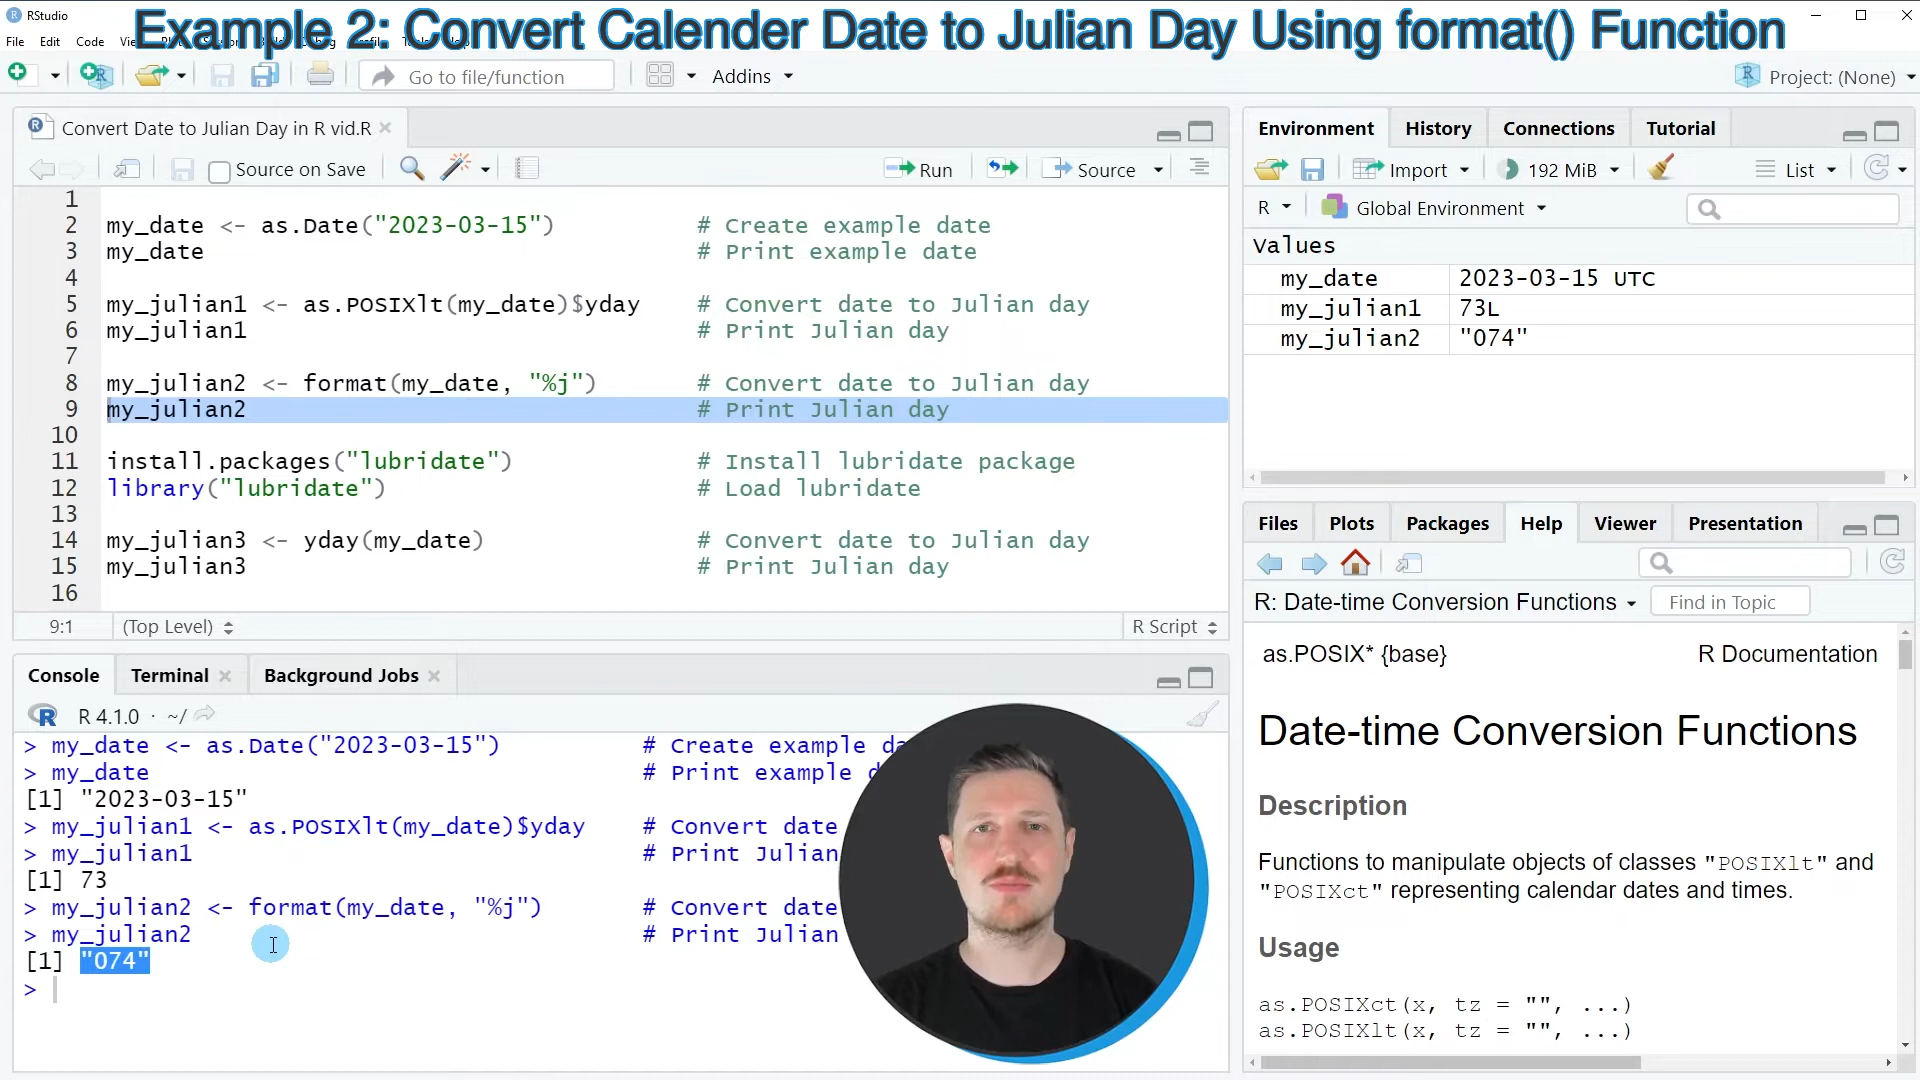 RStudio
Example 2: Convert Calender Date to Julian Day Using format() Function
File Edit Code
Go to file/function
Addins
Project: (None)
Convert Date to Julian Day in R vid.R
Source on Save
Run
Source
1
2 my_date <- as.Date("2023-03-15") # Create example date
3 my_date # Print example date
4
5 my_julian1 <- as.POSIXlt(my_date)$yday # Convert date to Julian day
6 my_julian1 # Print Julian day
7
8 my_julian2 <- format(my_date, "%j") # Convert date to Julian day
9 my_julian2 # Print Julian day
10
11 install.packages("lubridate") # Install lubridate package
12 library("lubridate") # Load lubridate
13
14 my_julian3 <- yday(my_date) # Convert date to Julian day
15 my_julian3 # Print Julian day
16
9:1 (Top Level) R Script
Console Terminal Background Jobs
R 4.1.0 · ~/
> my_date <- as.Date("2023-03-15") # Create example da
> my_date # Print example d
[1] "2023-03-15"
> my_julian1 <- as.POSIXlt(my_date)$yday # Convert date
> my_julian1 # Print Julian
[1] 73
> my_julian2 <- format(my_date, "%j") # Convert date
> my_julian2 # Print Julian
[1] "074"
>
Environment History Connections Tutorial
Import 192 MiB List
R Global Environment
Values
my_date 2023-03-15 UTC
my_julian1 73L
my_julian2 "074"
Files Plots Packages Help Viewer Presentation
R: Date-time Conversion Functions Find in Topic
as.POSIX* {base} R Documentation
Date-time Conversion Functions
Description
Functions to manipulate objects of classes "POSIXlt" and
"POSIXct" representing calendar dates and times.
Usage
as.POSIXct(x, tz = "", ...)
as.POSIXlt(x, tz = "", ...)